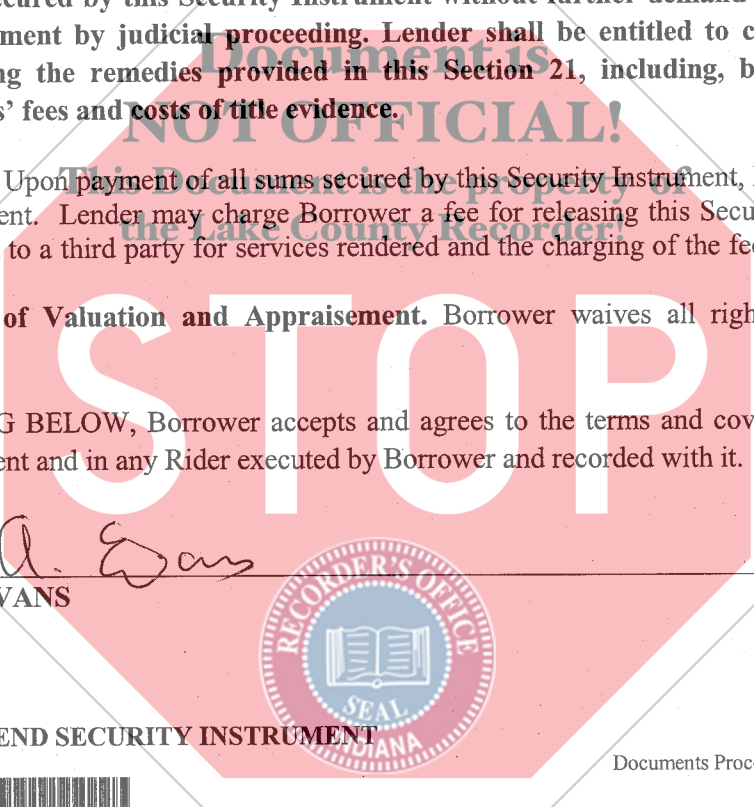 secured by this Security Instrument without further demand
ment by judicial proceeding. Lender shall be entitled to c
ng the remedies provided in this Section 21, including, b
s' fees and costs of title evidence.
Document is
NOT OFFICIAL!
This Document is the property of
the Lake County Recorder!
Upon payment of all sums secured by this Security Instrument,
ent. Lender may charge Borrower a fee for releasing this Secu
to a third party for services rendered and the charging of the fee
of Valuation and Appraisement. Borrower waives all righ
STOP
G BELOW, Borrower accepts and agrees to the terms and cov
ent and in any Rider executed by Borrower and recorded with it.
A. Evans
VANS
RECORDER'S OFFICE
SEAL
INDIANA
END SECURITY INSTRUMENT
Documents Proc